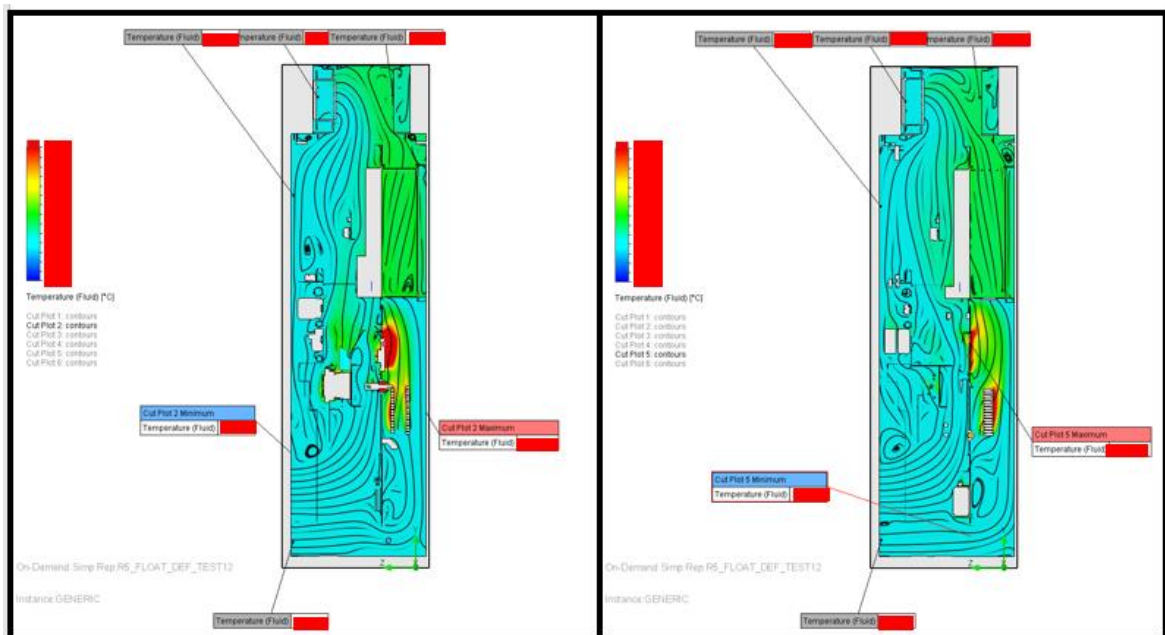 Temperature (Fluid)
mperature (Fluid)
Temperature (Fluid)
Temperature (Fluid) [°C]
Cut Plot 1: contours
Cut Plot 2: contours
Cut Plot 3: contours
Cut Plot 4: contours
Cut Plot 5: contours
Cut Plot 6: contours
Cut Plot 2 Minimum
Temperature (Fluid)
Cut Plot 2 Maximum
Temperature (Fluid)
Y
Z
On-Demand Simp Rep:R5_FLOAT_DEF_TEST12
Instance:GENERIC
Temperature (Fluid)
Temperature (Fluid)
Temperature (Fluid)
mperature (Fluid)
Temperature (Fluid) [°C]
Cut Plot 1: contours
Cut Plot 2: contours
Cut Plot 3: contours
Cut Plot 4: contours
Cut Plot 5: contours
Cut Plot 6: contours
Cut Plot 5 Maximum
Temperature (Fluid)
Cut Plot 5 Minimum
Temperature (Fluid)
Y
Z
On-Demand Simp Rep:R5_FLOAT_DEF_TEST12
Instance:GENERIC
Temperature (Fluid)